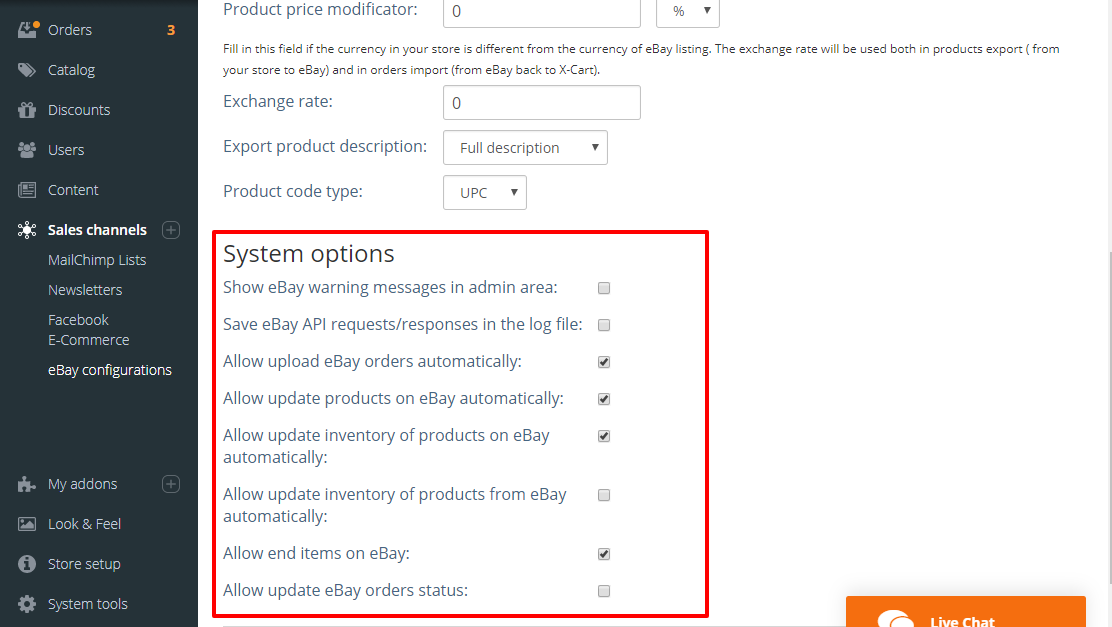 Orders 3
Catalog
Discounts
Users
Content
Sales channels
MailChimp Lists
Newsletters
Facebook
E-Commerce
eBay configurations
My addons
Look & Feel
Store setup
System tools
Product price modificator: 0 %
Fill in this field if the currency in your store is different from the currency of eBay listing. The exchange rate will be used both in products export ( from
your store to eBay) and in orders import (from eBay back to X-Cart).
Exchange rate: 0
Export product description: Full description
Product code type: UPC
System options
Show eBay warning messages in admin area:
Save eBay API requests/responses in the log file:
Allow upload eBay orders automatically:
Allow update products on eBay automatically:
Allow update inventory of products on eBay
automatically:
Allow update inventory of products from eBay
automatically:
Allow end items on eBay:
Allow update eBay orders status:
Live Chat